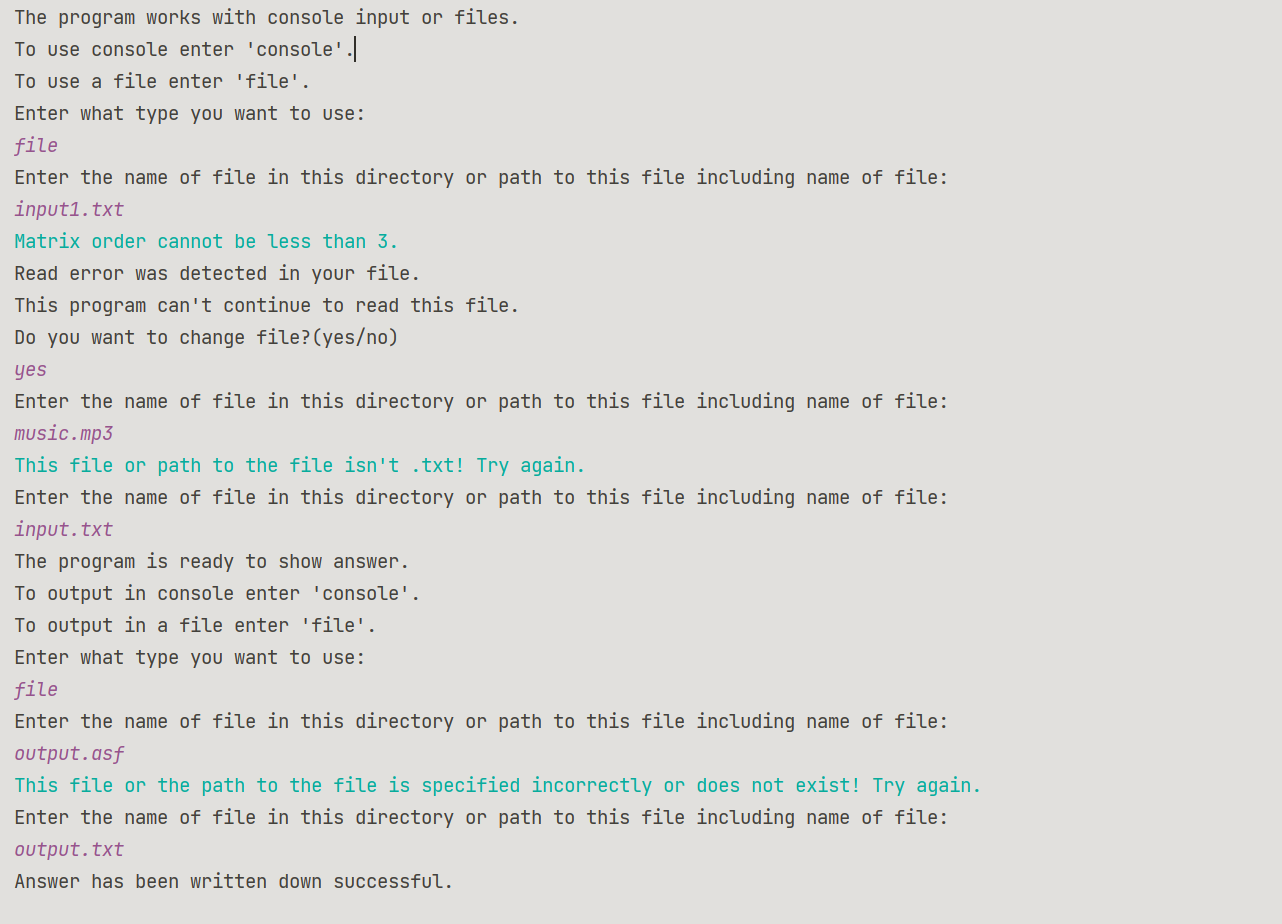 The program works with console input or files.
To use console enter 'console'.
To use a file enter 'file'.
Enter what type you want to use:
file
Enter the name of file in this directory or path to this file including name of file:
input1.txt
Matrix order cannot be less than 3.
Read error was detected in your file.
This program can't continue to read this file.
Do you want to change file?(yes/no)
yes
Enter the name of file in this directory or path to this file including name of file:
music.mp3
This file or path to the file isn't .txt! Try again.
Enter the name of file in this directory or path to this file including name of file:
input.txt
The program is ready to show answer.
To output in console enter 'console'.
To output in a file enter 'file'.
Enter what type you want to use:
file
Enter the name of file in this directory or path to this file including name of file:
output.asf
This file or the path to the file is specified incorrectly or does not exist! Try again.
Enter the name of file in this directory or path to this file including name of file:
output.txt
Answer has been written down successful.